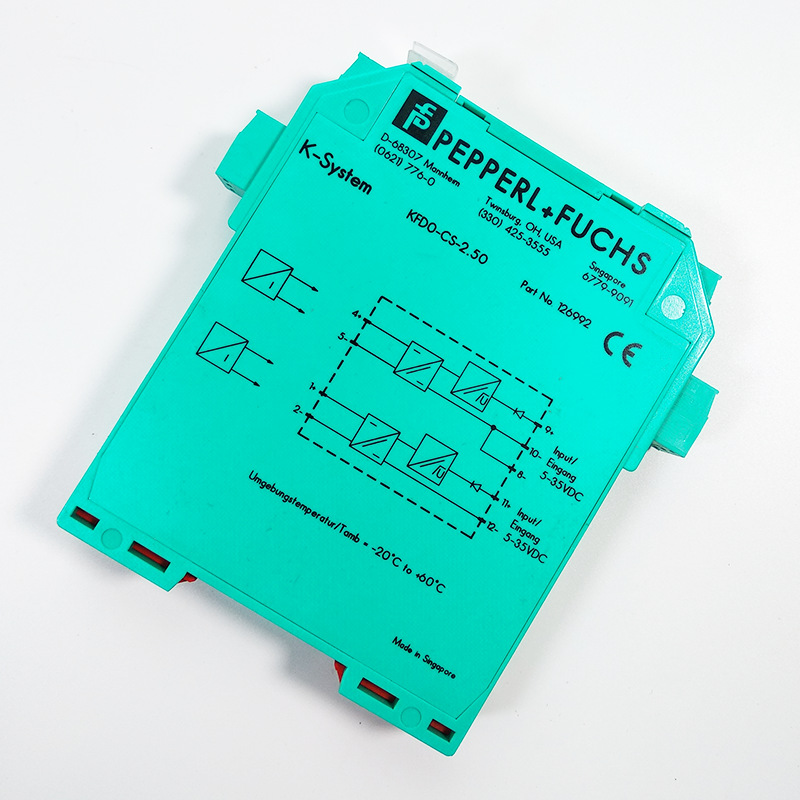 PEPPERL+FUCHS
D-68307 Mannheim
(0621) 776-0
Twinsburg, OH, USA
(330) 425-3555
Singapore
6779-9091
K-System
KFD0-CS-2.50
Part No 126992
CE
4+
5-
1+
2-
/U
/U
9+
10-
8-
Input/
Eingang
5-35VDC
11+
12-
Input/
Eingang
5-35VDC
Umgebungstemperatur/Tamb = -20°C to +60°C
Made in Singapore